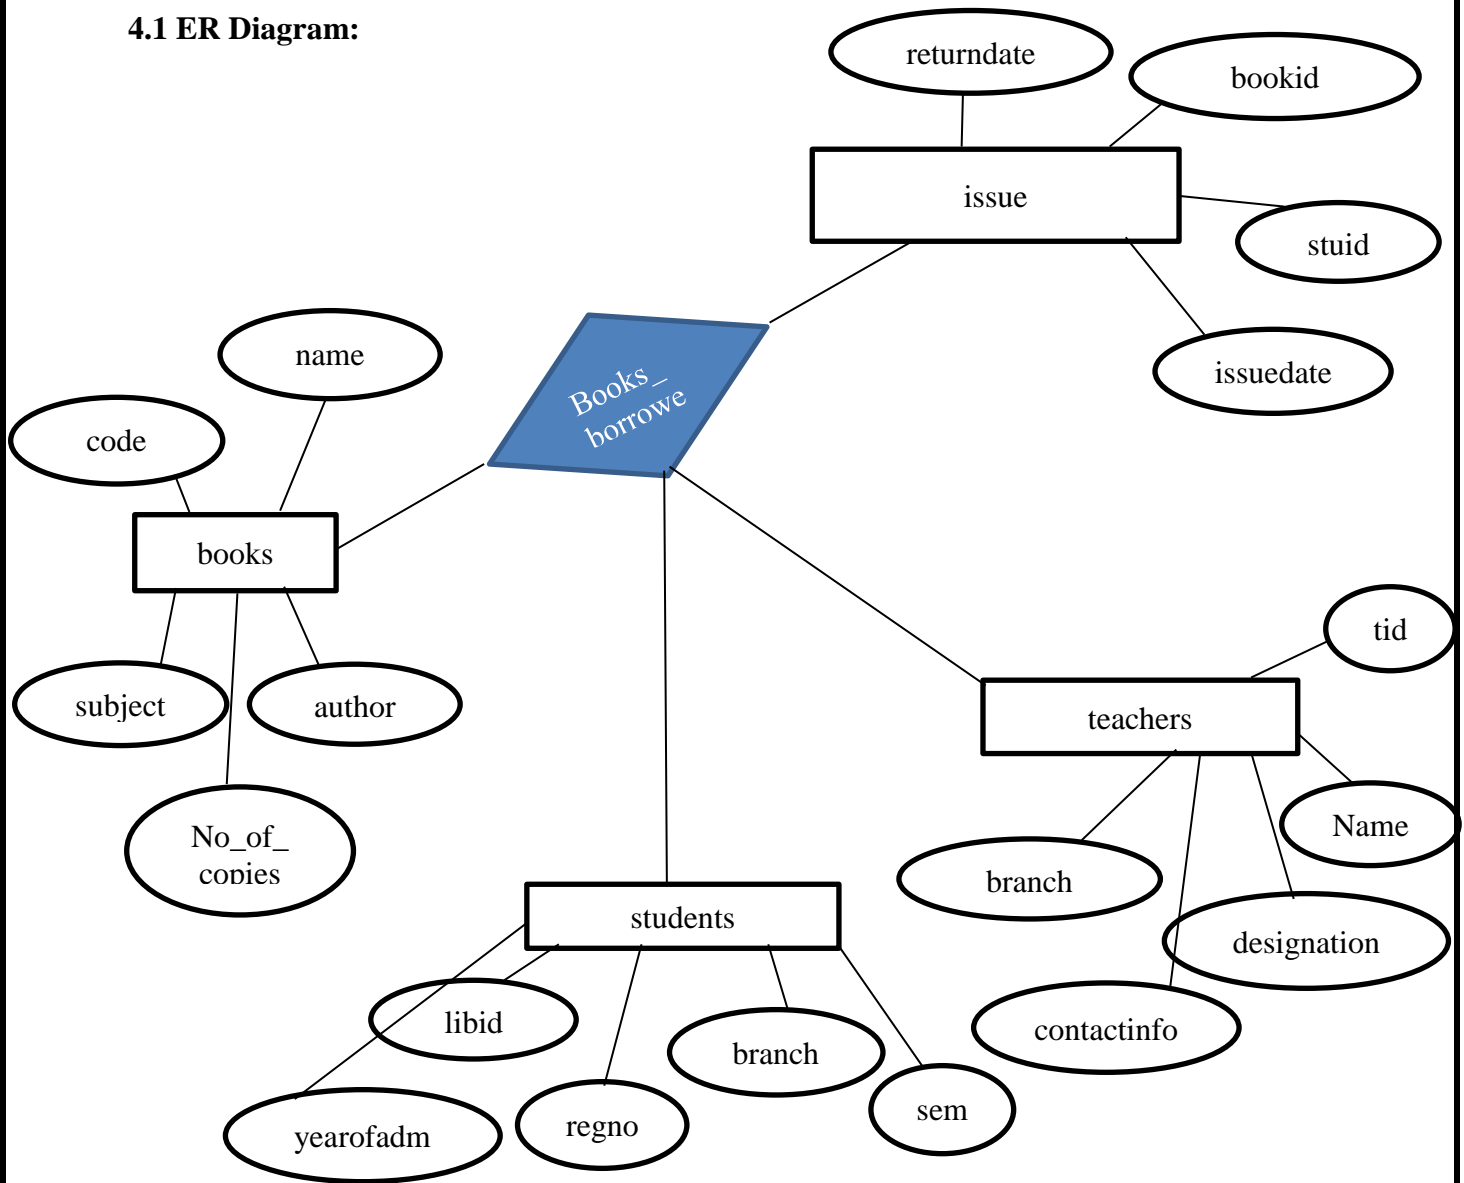 4.1 ER Diagram:
returndate
bookid
issue
stuid
issuedate
name
code
Books_
borrowe
books
subject
author
No_of_
copies
tid
teachers
Name
branch
designation
contactinfo
students
libid
branch
sem
regno
yearofadm